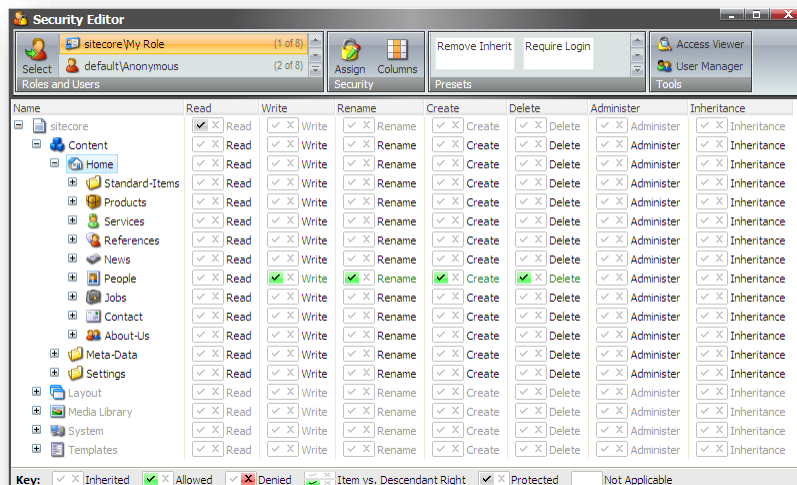 Security Editor
Select
sitecore\My Role (1 of 8)
default\Anonymous (2 of 8)
Roles and Users
Assign Columns
Security
Remove Inherit Require Login
Presets
Access Viewer
User Manager
Tools
Name Read Write Rename Create Delete Administer Inheritance
sitecore Read Write Rename Create Delete Administer Inheritance
Content Read Write Rename Create Delete Administer Inheritance
Home Read Write Rename Create Delete Administer Inheritance
Standard-Items Read Write Rename Create Delete Administer Inheritance
Products Read Write Rename Create Delete Administer Inheritance
Services Read Write Rename Create Delete Administer Inheritance
References Read Write Rename Create Delete Administer Inheritance
News Read Write Rename Create Delete Administer Inheritance
People Read Write Rename Create Delete Administer Inheritance
Jobs Read Write Rename Create Delete Administer Inheritance
Contact Read Write Rename Create Delete Administer Inheritance
About-Us Read Write Rename Create Delete Administer Inheritance
Meta-Data Read Write Rename Create Delete Administer Inheritance
Settings Read Write Rename Create Delete Administer Inheritance
Layout Read Write Rename Create Delete Administer Inheritance
Media Library Read Write Rename Create Delete Administer Inheritance
System Read Write Rename Create Delete Administer Inheritance
Templates Read Write Rename Create Delete Administer Inheritance
Key: Inherited Allowed Denied Item vs. Descendant Right Protected Not Applicable